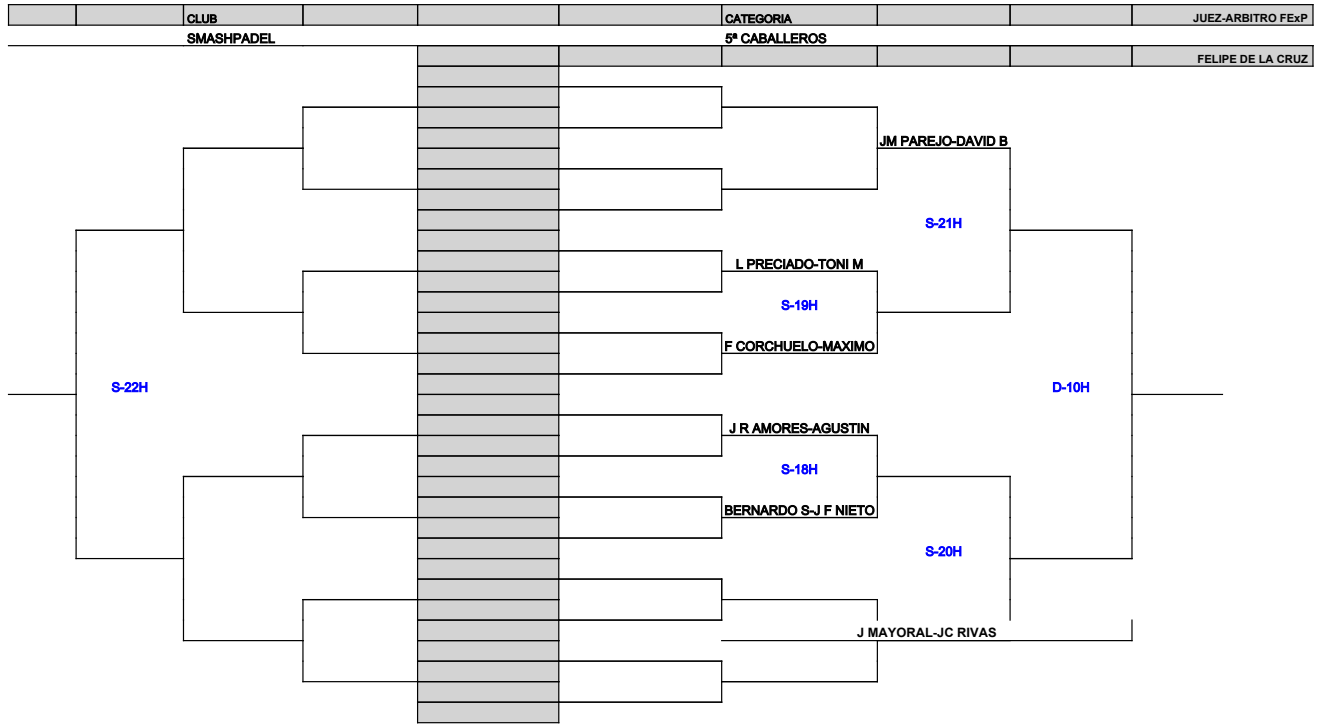 CLUB CATEGORIA JUEZ-ARBITRO FExP
SMASHPADEL 5ª CABALLEROS
FELIPE DE LA CRUZ
JM PAREJO-DAVID B
S-21H
L PRECIADO-TONI M
S-19H
F CORCHUELO-MAXIMO
S-22H D-10H
J R AMORES-AGUSTIN
S-18H
BERNARDO S-J F NIETO
S-20H
J MAYORAL-JC RIVAS